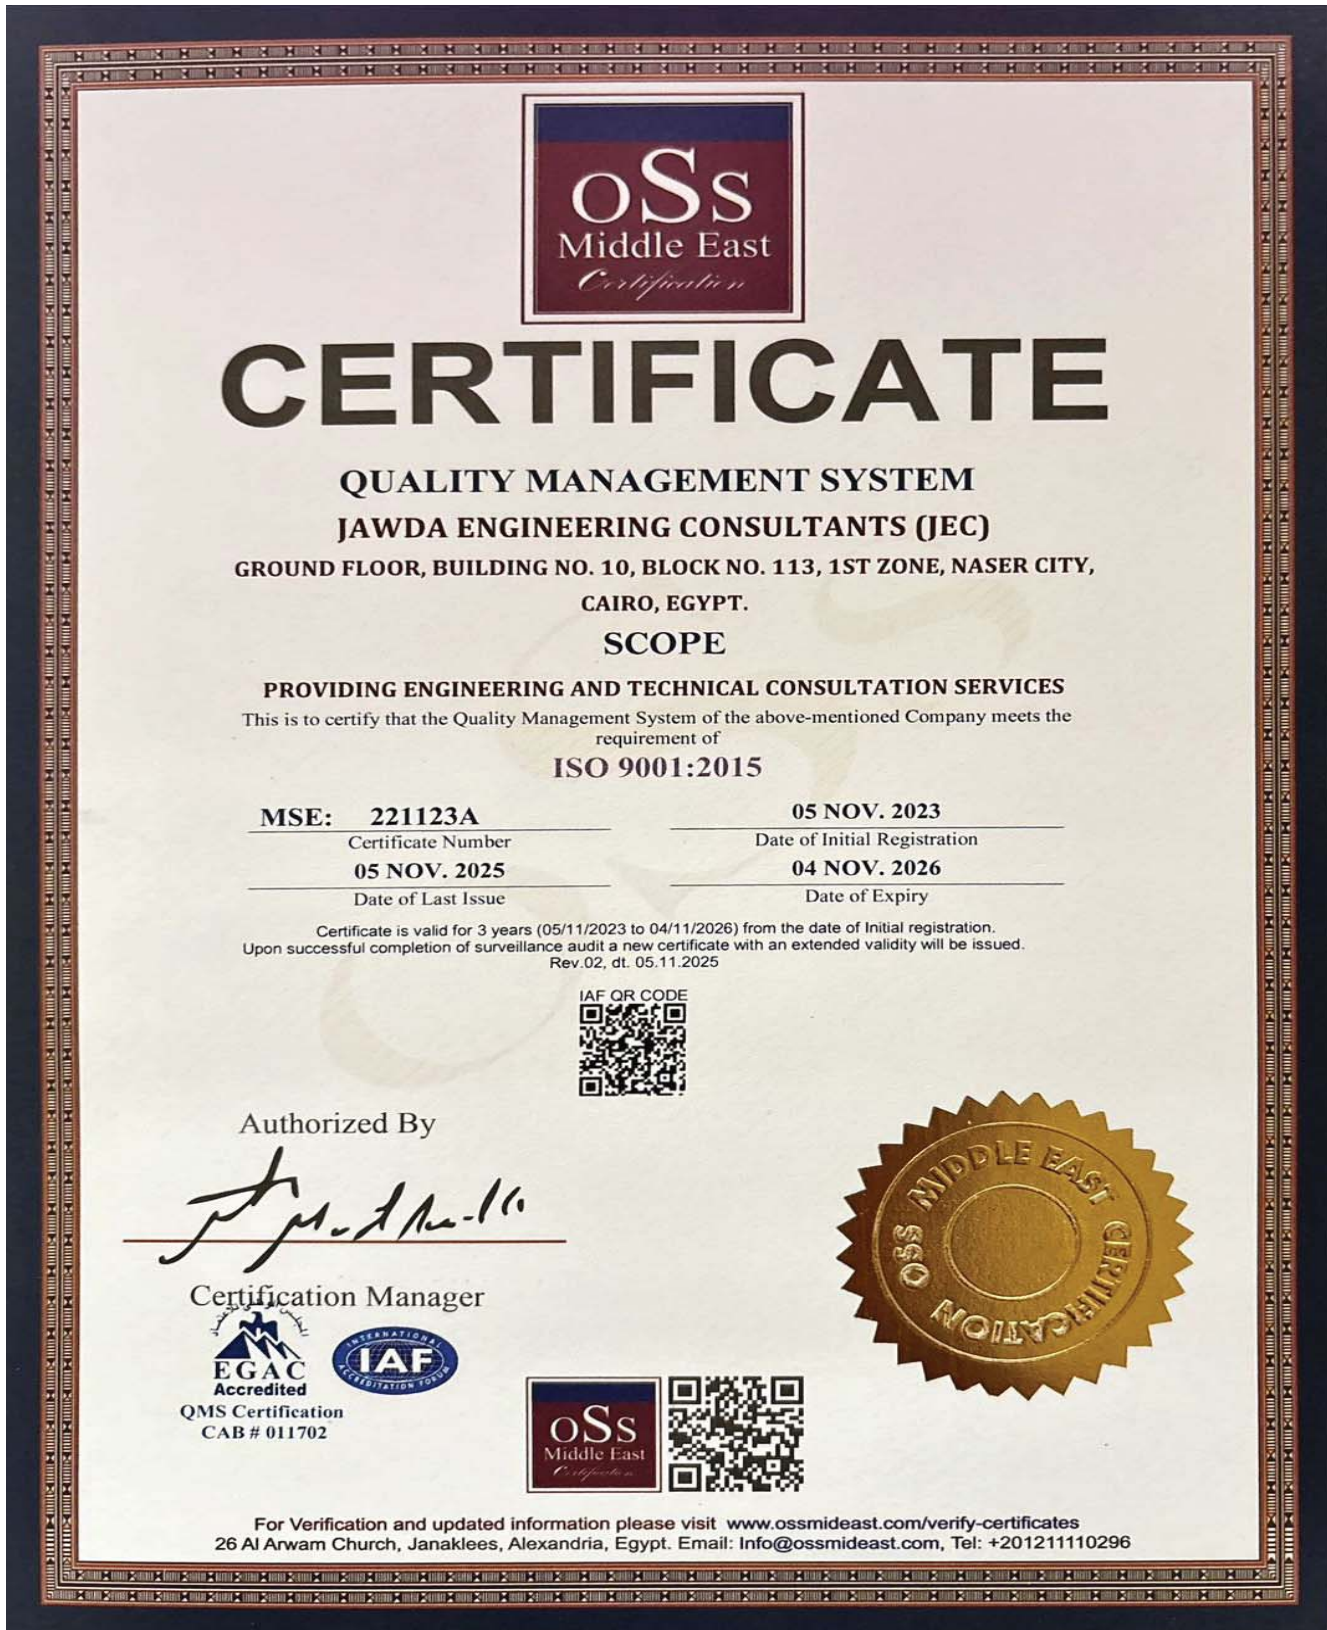 oSs
Middle East
Certification
CERTIFICATE
QUALITY MANAGEMENT SYSTEM
JAWDA ENGINEERING CONSULTANTS (JEC)
GROUND FLOOR, BUILDING NO. 10, BLOCK NO. 113, 1ST ZONE, NASER CITY,
CAIRO, EGYPT.
SCOPE
PROVIDING ENGINEERING AND TECHNICAL CONSULTATION SERVICES
This is to certify that the Quality Management System of the above-mentioned Company meets the
requirement of
ISO 9001:2015
MSE: 221123A
Certificate Number
05 NOV. 2023
Date of Initial Registration
05 NOV. 2025
Date of Last Issue
04 NOV. 2026
Date of Expiry
Certificate is valid for 3 years (05/11/2023 to 04/11/2026) from the date of Initial registration.
Upon successful completion of surveillance audit a new certificate with an extended validity will be issued.
Rev.02, dt. 05.11.2025
IAF QR CODE
Authorized By
Certification Manager
EGAC
Accredited
QMS Certification
CAB # 011702
INTERNATIONAL
IAF
ACCREDITATION FORUM
OSS MIDDLE EAST CERTIFICATION
oSs
Middle East
Certification
For Verification and updated information please visit www.ossmideast.com/verify-certificates
26 Al Arwam Church, Janaklees, Alexandria, Egypt. Email: Info@ossmideast.com, Tel: +201211110296